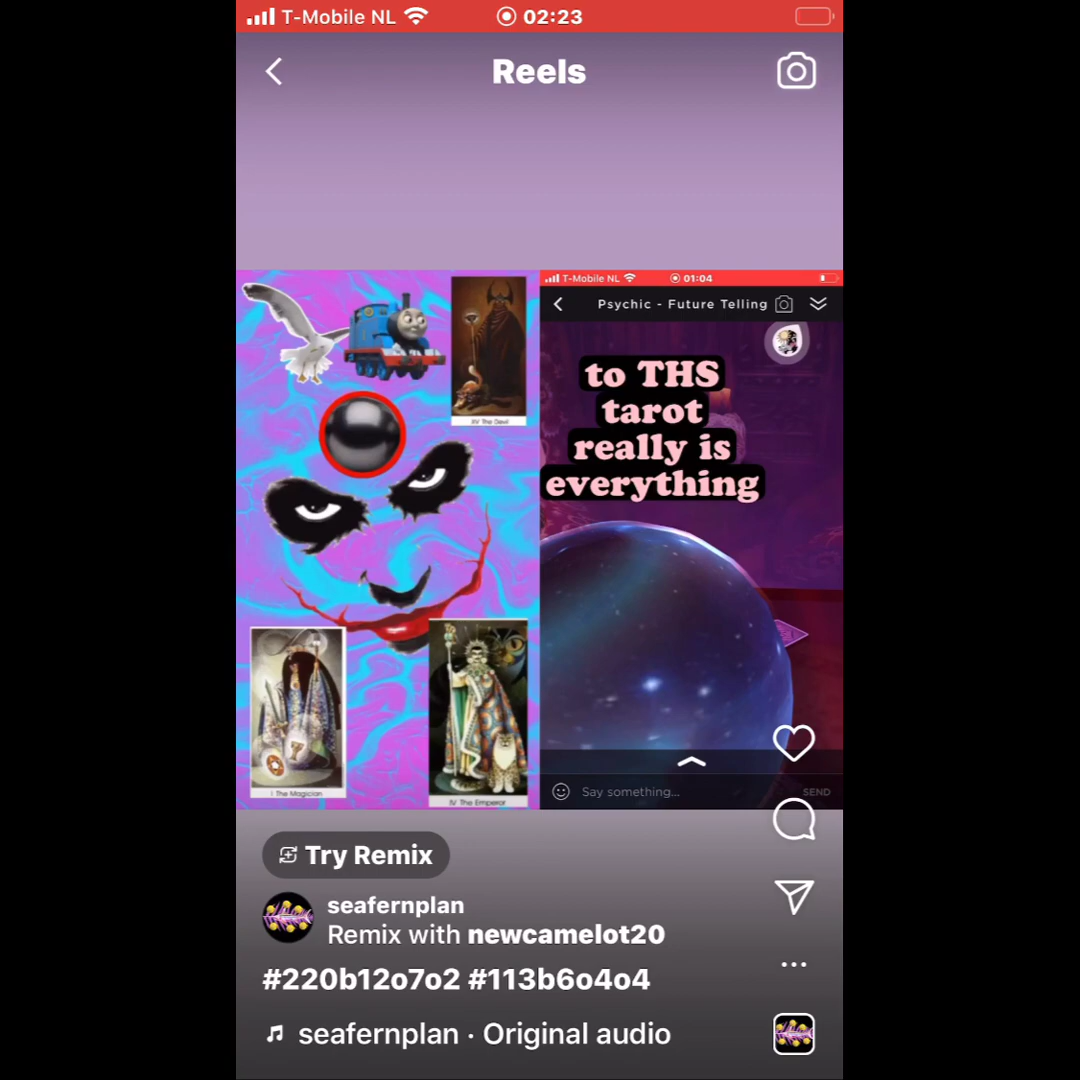 T-Mobile NL 02:23
Reels
T-Mobile NL 01:04
Psychic - Future Telling
to THS
tarot
really is
everything
XV The Devil
I The Magician
IV The Emperor
Say something... SEND
Try Remix
seafernplan
Remix with newcamelot20
#220b12o7o2 #113b6o4o4
seafernplan · Original audio